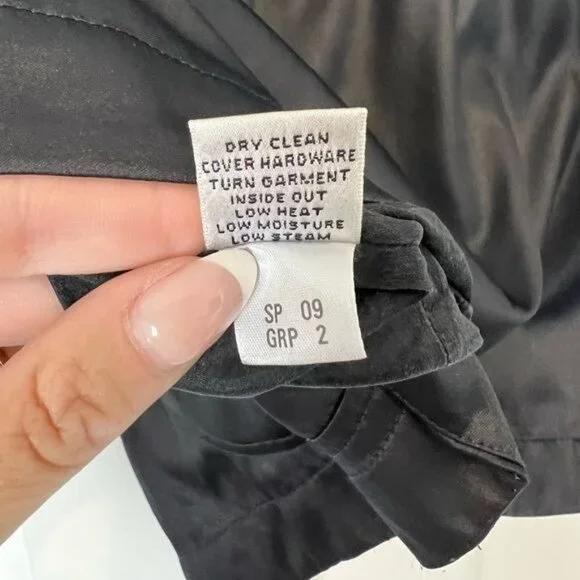 DRY CLEAN
COVER HARDWARE
TURN GARMENT
INSIDE OUT
LOW HEAT
LOW MOISTURE
LOW STEAM
SP 09
GRP 2